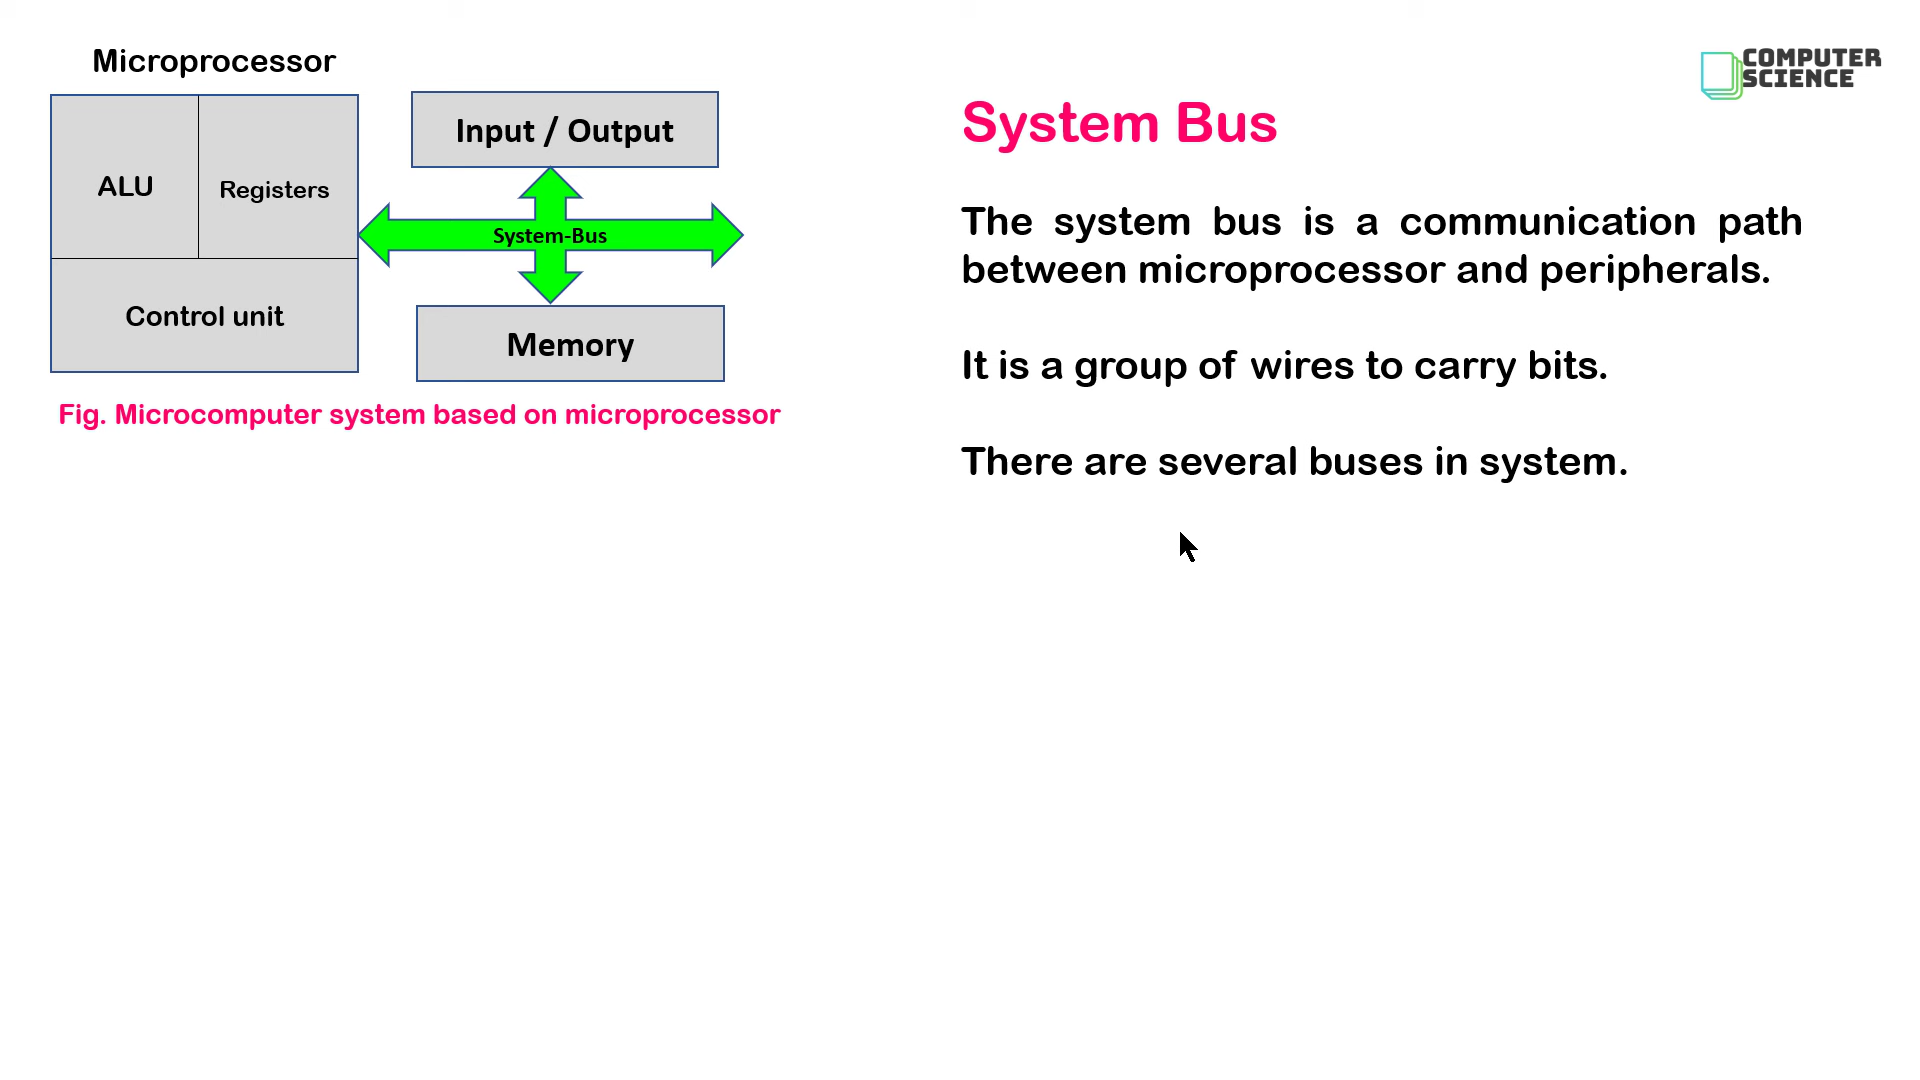 Microprocessor
ALU
Registers
Control unit
Input / Output
System-Bus
Memory
Fig. Microcomputer system based on microprocessor
COMPUTER
SCIENCE
System Bus
The system bus is a communication path
between microprocessor and peripherals.
It is a group of wires to carry bits.
There are several buses in system.